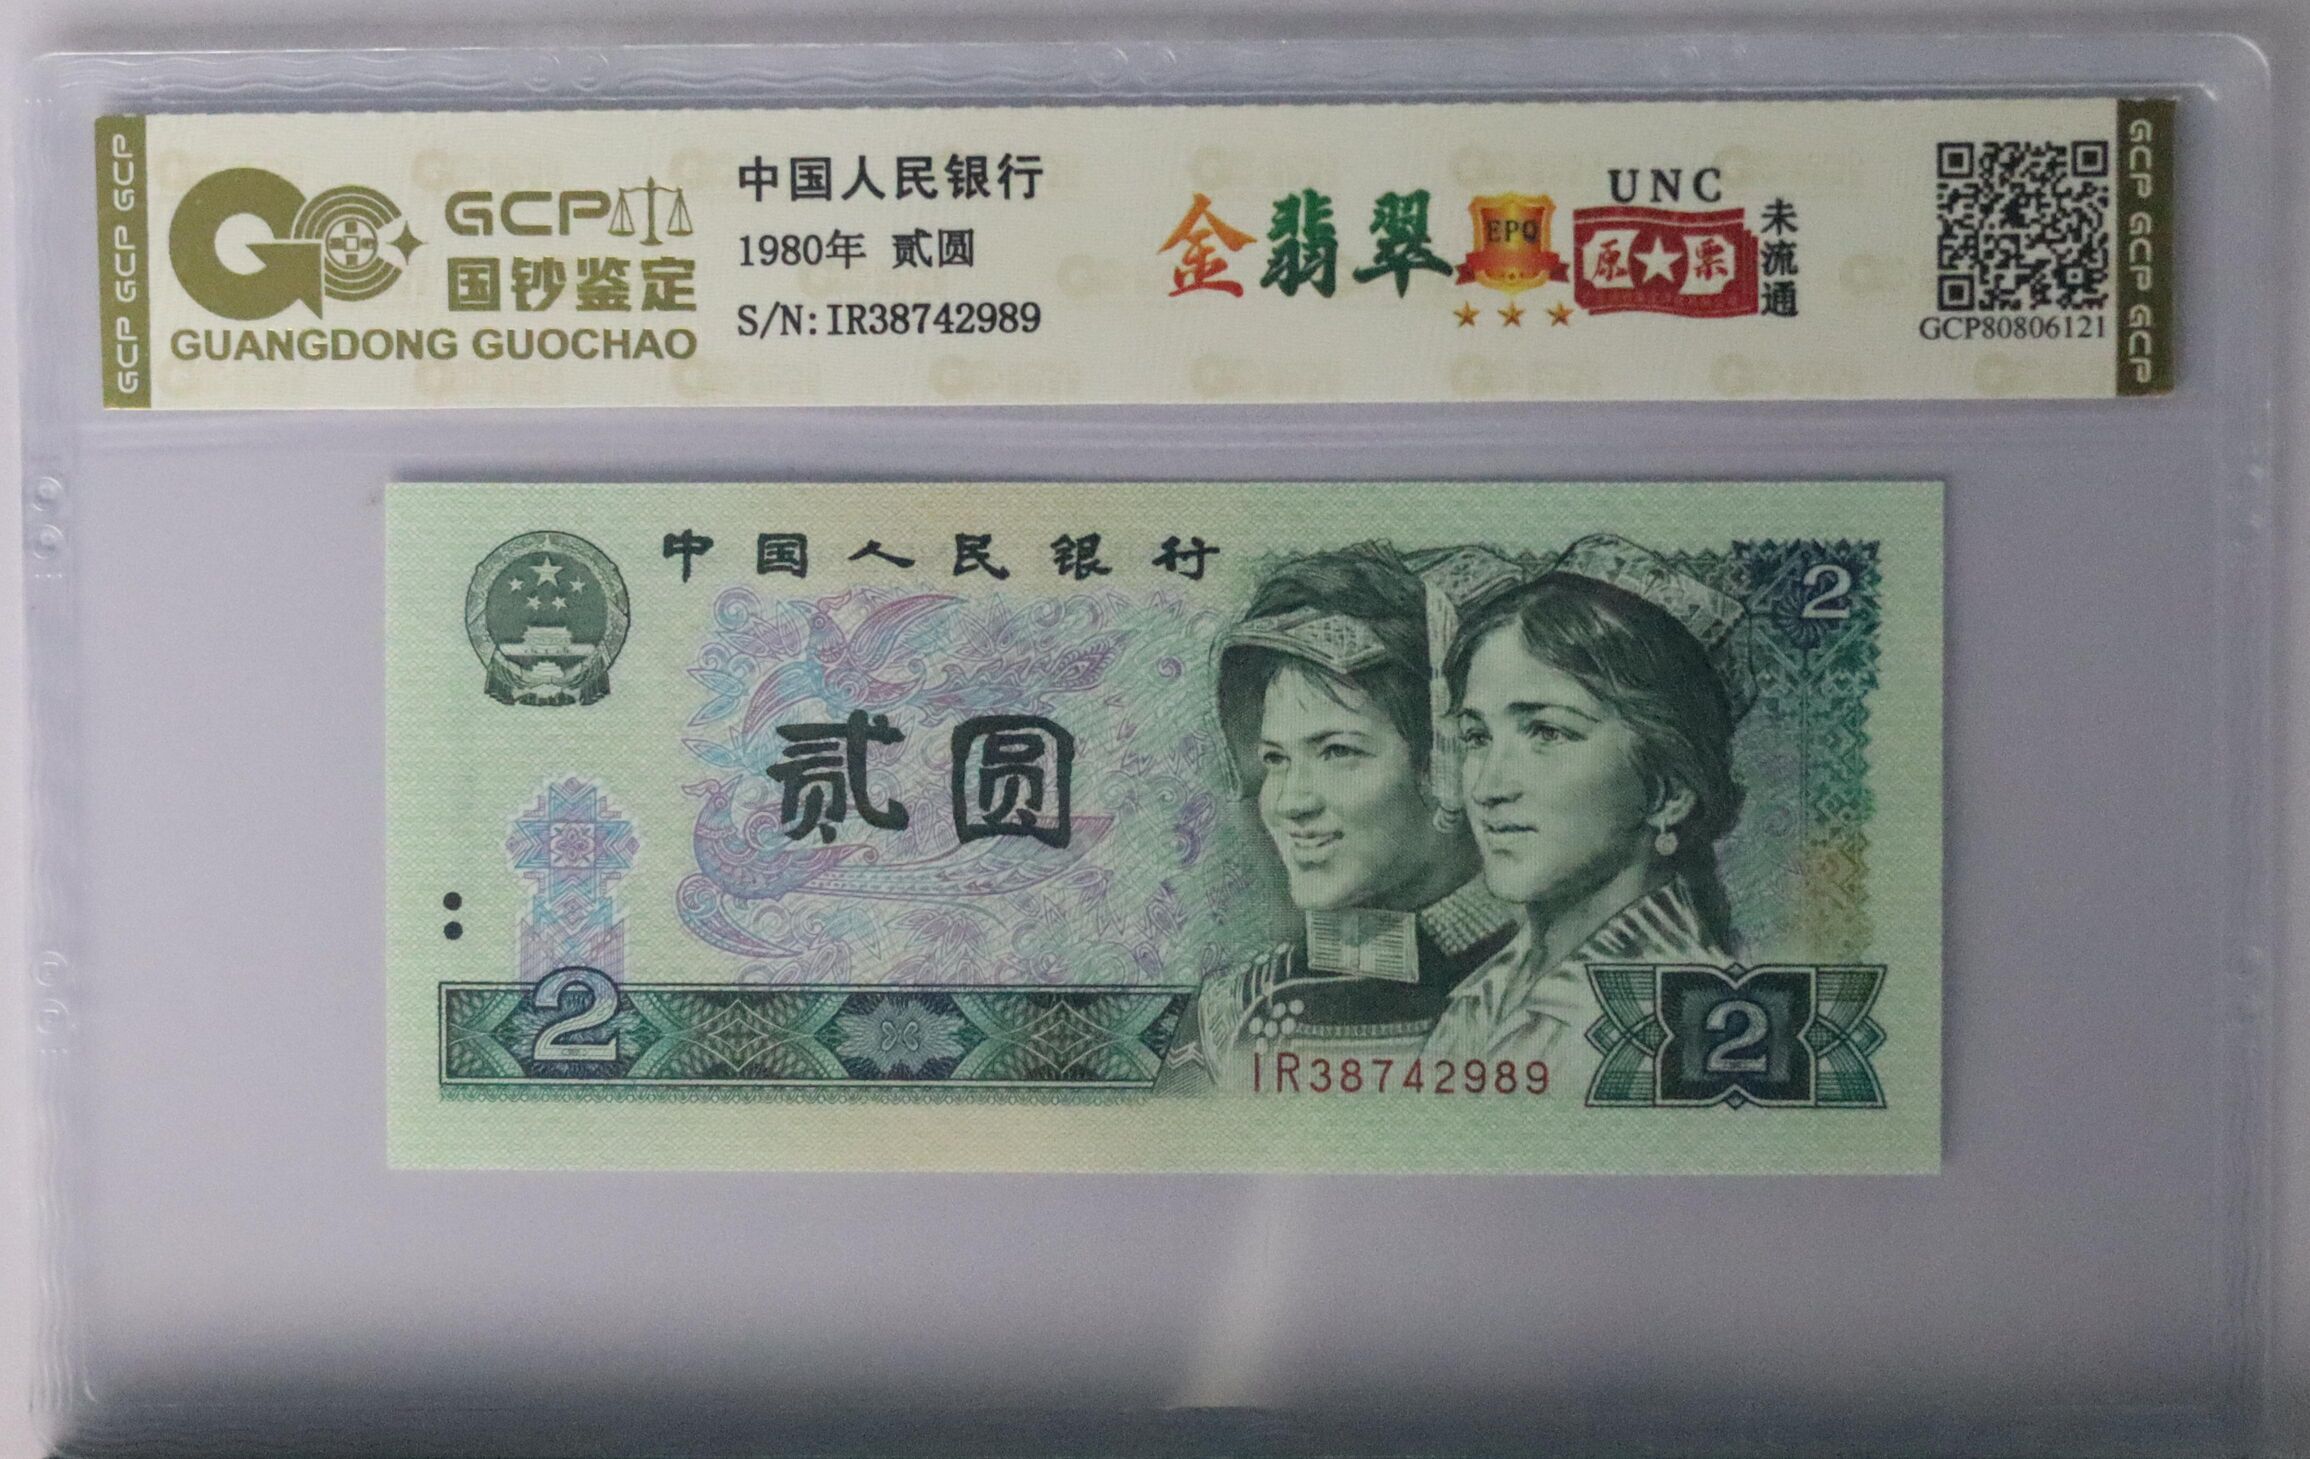 GCP GCP GCP
GCP
国钞鉴定
GUANGDONG GUOCHAO
中国人民银行
1980年 贰圆
S/N:IR38742989
金翡翠
EPQ
UNC
原票
未流通
GCP80806121
GCP GCP GCP
中国人民银行
2
贰圆
2
IR38742989
2